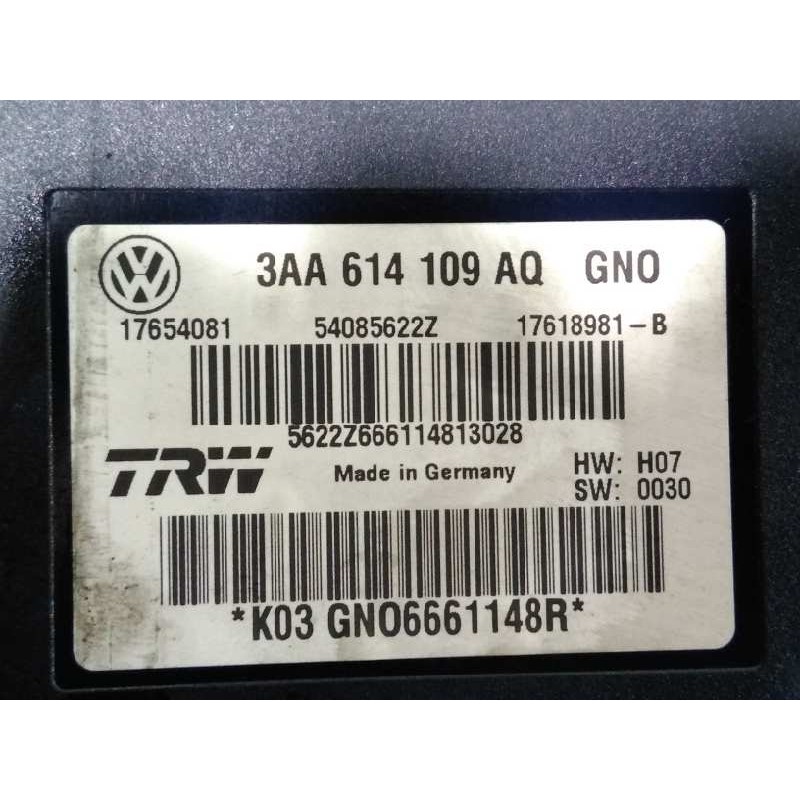 3AA 614 109 AQ GNO
17654081 54085622Z 17618981-B
5622Z666114813028
TRW Made in Germany HW: H07
SW: 0030
*K03 GNO6661148R*